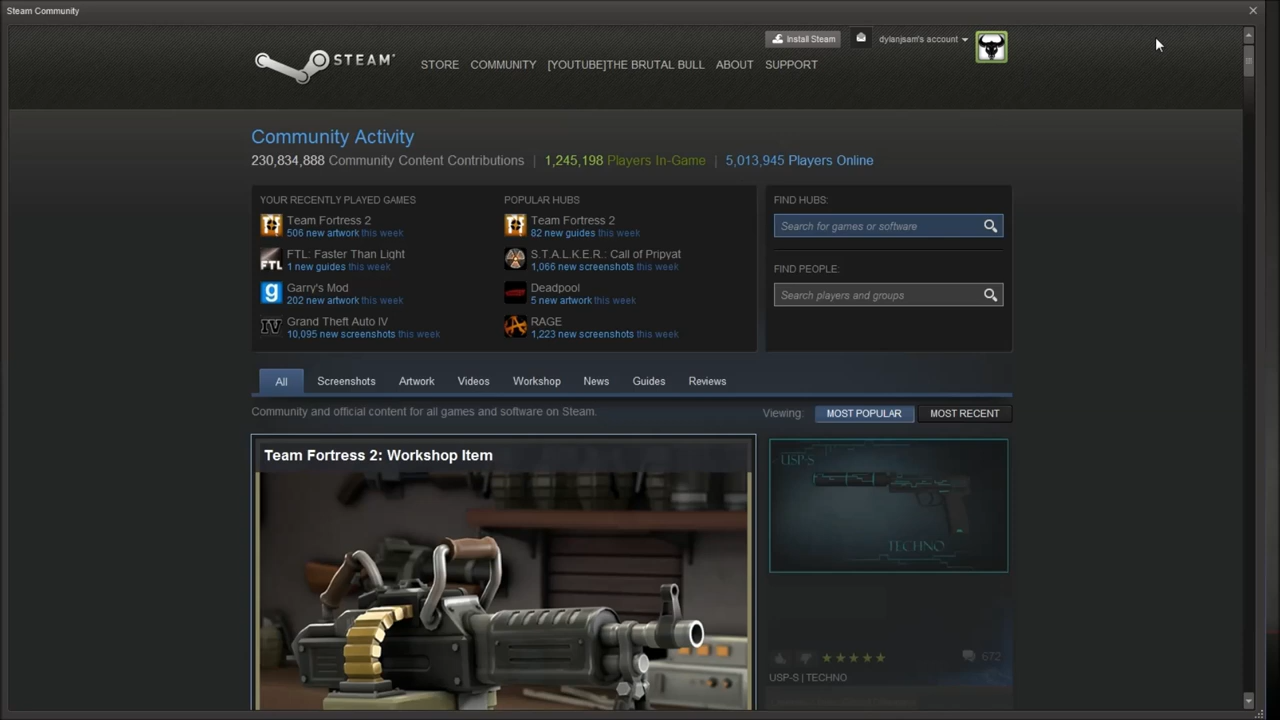 Steam Community
Install Steam
dylanjsam's account
STEAM
STORE COMMUNITY [YOUTUBE]THE BRUTAL BULL ABOUT SUPPORT
Community Activity
230,834,888 Community Content Contributions | 1,245,198 Players In-Game | 5,013,945 Players Online
YOUR RECENTLY PLAYED GAMES
Team Fortress 2
506 new artwork this week
FTL FTL: Faster Than Light
1 new guides this week
g Garry's Mod
202 new artwork this week
IV Grand Theft Auto IV
10,095 new screenshots this week
POPULAR HUBS
Team Fortress 2
82 new guides this week
S.T.A.L.K.E.R.: Call of Pripyat
1,066 new screenshots this week
Deadpool
5 new artwork this week
RAGE
1,223 new screenshots this week
FIND HUBS:
Search for games or software
FIND PEOPLE:
Search players and groups
All Screenshots Artwork Videos Workshop News Guides Reviews
Community and official content for all games and software on Steam.
Viewing: MOST POPULAR MOST RECENT
Team Fortress 2: Workshop Item
USP-S
TECHNO
672
USP-S | TECHNO